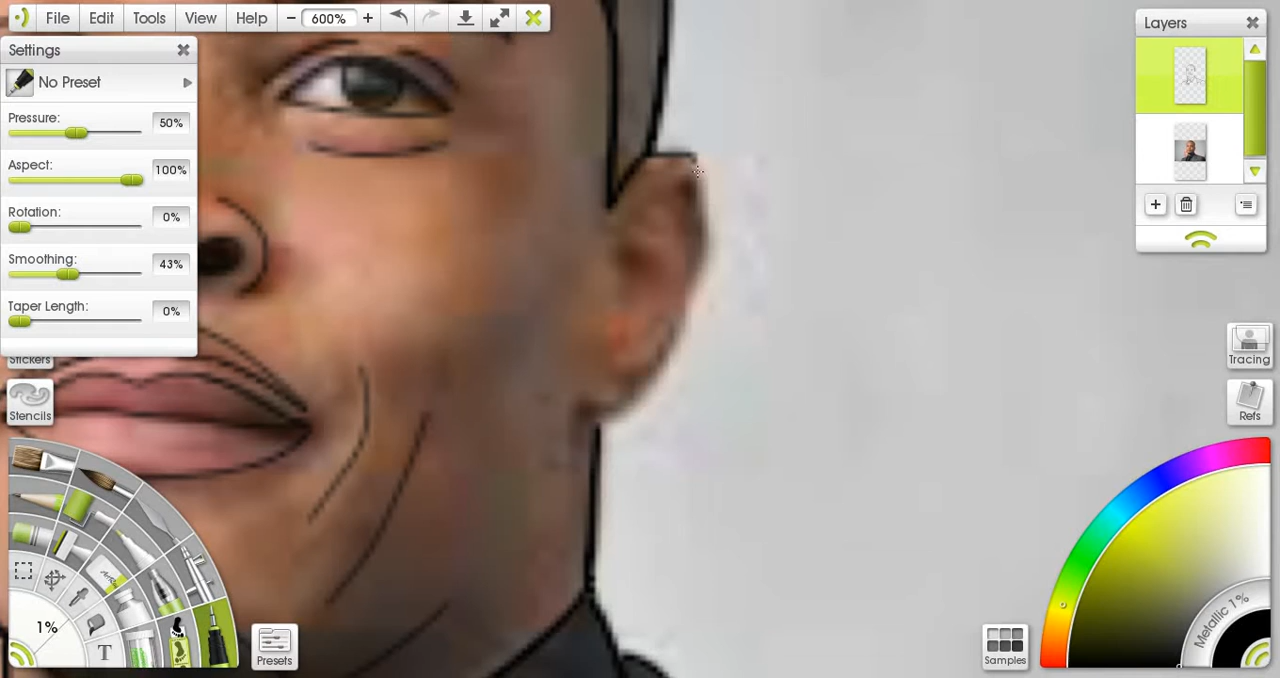 File Edit Tools View Help 600%
Layers
Settings
No Preset
Pressure: 50%
Aspect: 100%
Rotation: 0%
Smoothing: 43%
Taper Length: 0%
Stickers
Stencils
Tracing
Refs
1%
T
Presets
Samples
Metallic 1%